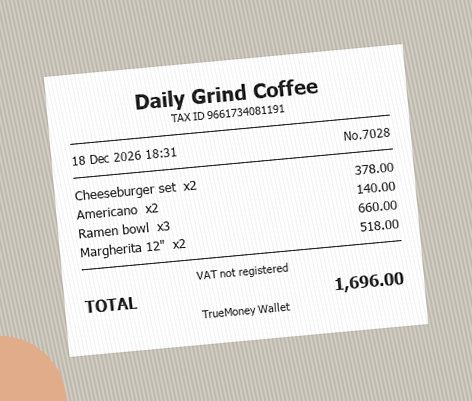 Daily Grind Coffee
TAX ID 9661734081191
18 Dec 2026 18:31 No.7028
Cheeseburger set x2 378.00
Americano x2 140.00
Ramen bowl x3 660.00
Margherita 12" x2 518.00
VAT not registered
TOTAL 1,696.00
TrueMoney Wallet